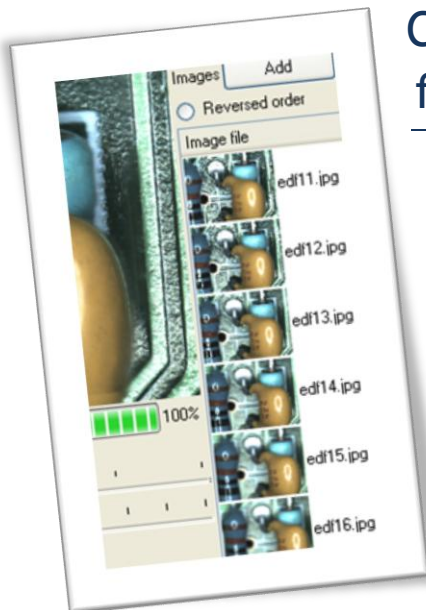 C
f
Images Add
Reversed order
Image file
edf11.jpg
edf12.jpg
edf13.jpg
edf14.jpg
100%
edf15.jpg
edf16.jpg